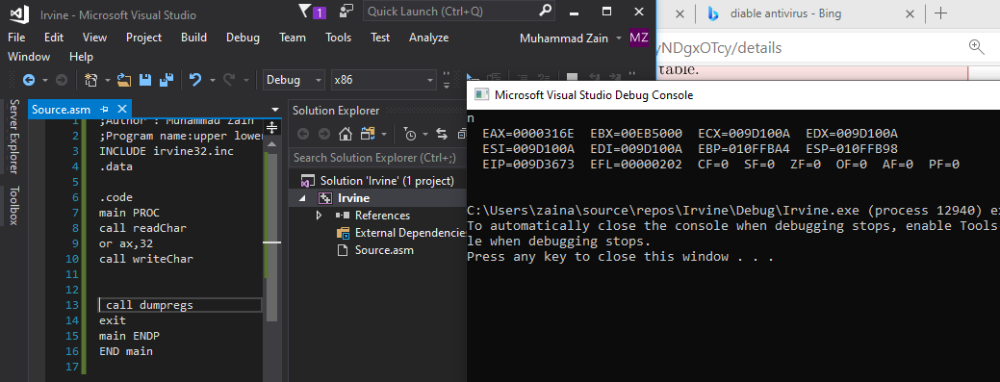 Irvine - Microsoft Visual Studio
1
Quick Launch (Ctrl+Q)
File Edit View Project Build Debug Team Tools Test Analyze
Muhammad Zain MZ
Window Help
Debug x86
diable antivirus - Bing
yNDgxOTcy/details
table.
Server Explorer
Toolbox
Source.asm
1 ;Author : Muhammad Zain
2 ;Program name:upper lower
3 INCLUDE irvine32.inc
4 .data
5
6 .code
7 main PROC
8 call readChar
9 or ax,32
10 call writeChar
11
12
13 call dumpregs
14 exit
15 main ENDP
16 END main
17
Solution Explorer
Search Solution Explorer (Ctrl+;)
Solution 'Irvine' (1 project)
Irvine
References
External Dependencie
Source.asm
Microsoft Visual Studio Debug Console
n
EAX=0000316E EBX=00EB5000 ECX=009D100A EDX=009D100A
ESI=009D100A EDI=009D100A EBP=010FFBA4 ESP=010FFB98
EIP=009D3673 EFL=00000202 CF=0 SF=0 ZF=0 OF=0 AF=0 PF=0
C:\Users\zaina\source\repos\Irvine\Debug\Irvine.exe (process 12940) e
To automatically close the console when debugging stops, enable Tools
le when debugging stops.
Press any key to close this window . . .